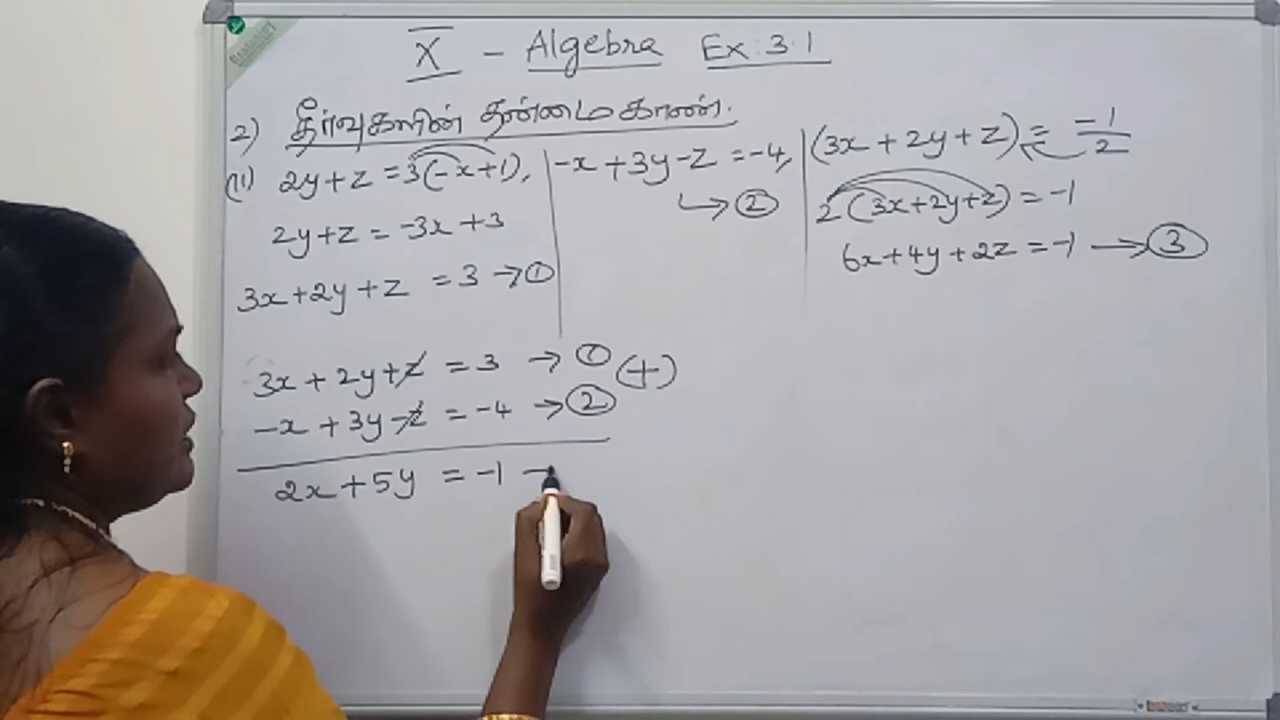 X - Algebra Ex: 3.1
2) தீர்வுகளின் தன்மை காண்.
(ii) 2y+z = 3(-x+1),
2y+z = -3x+3
3x+2y+z = 3 → ①
-x+3y-z = -4,
→ ②
(3x+2y+z) = -1/2
2(3x+2y+z) = -1
6x+4y+2z = -1 → ③
3x+2y+z = 3 → ①
(+)
-x+3y-z = -4 → ②
2x+5y = -1 -